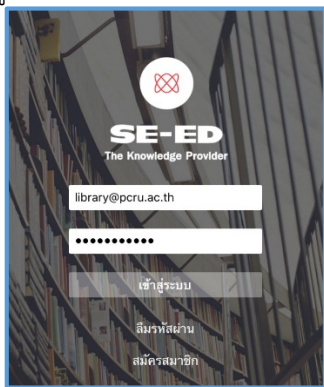 SE-ED
The Knowledge Provider
library@pcru.ac.th
•••••••••••
เข้าสู่ระบบ
ลืมรหัสผ่าน
สมัครสมาชิก